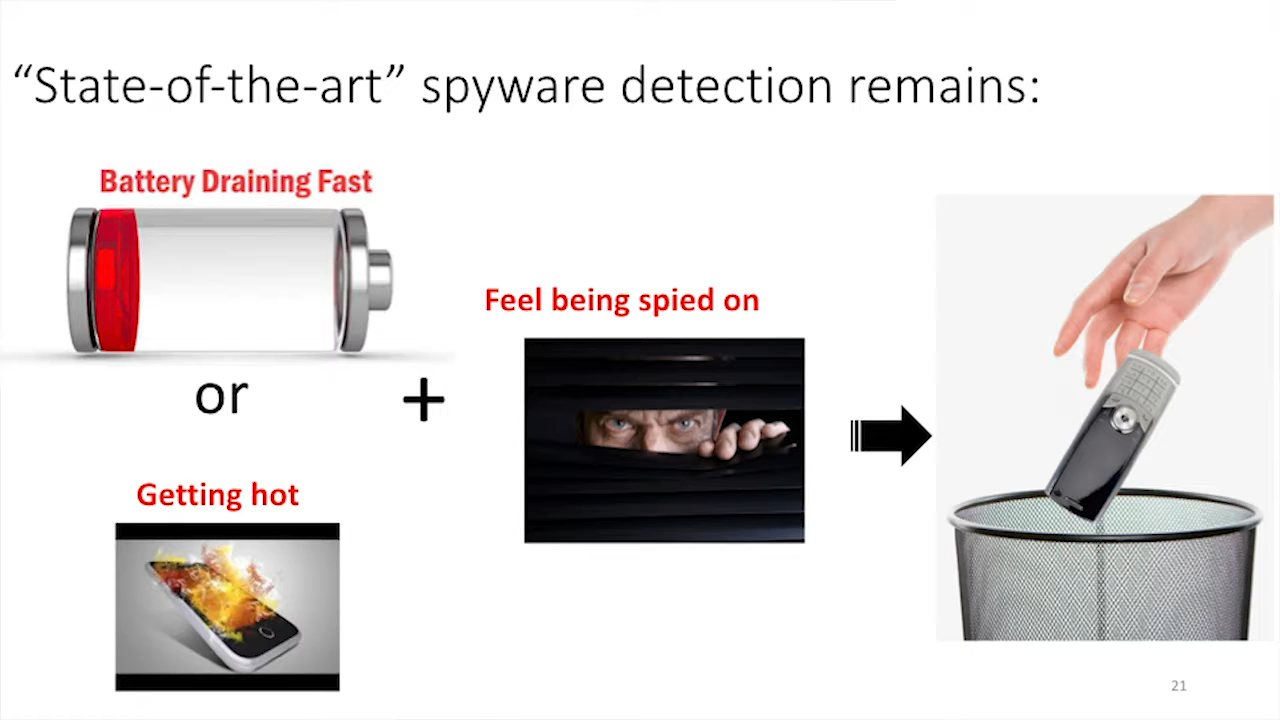 “State-of-the-art” spyware detection remains:
Battery Draining Fast
or
Getting hot
+
Feel being spied on
21